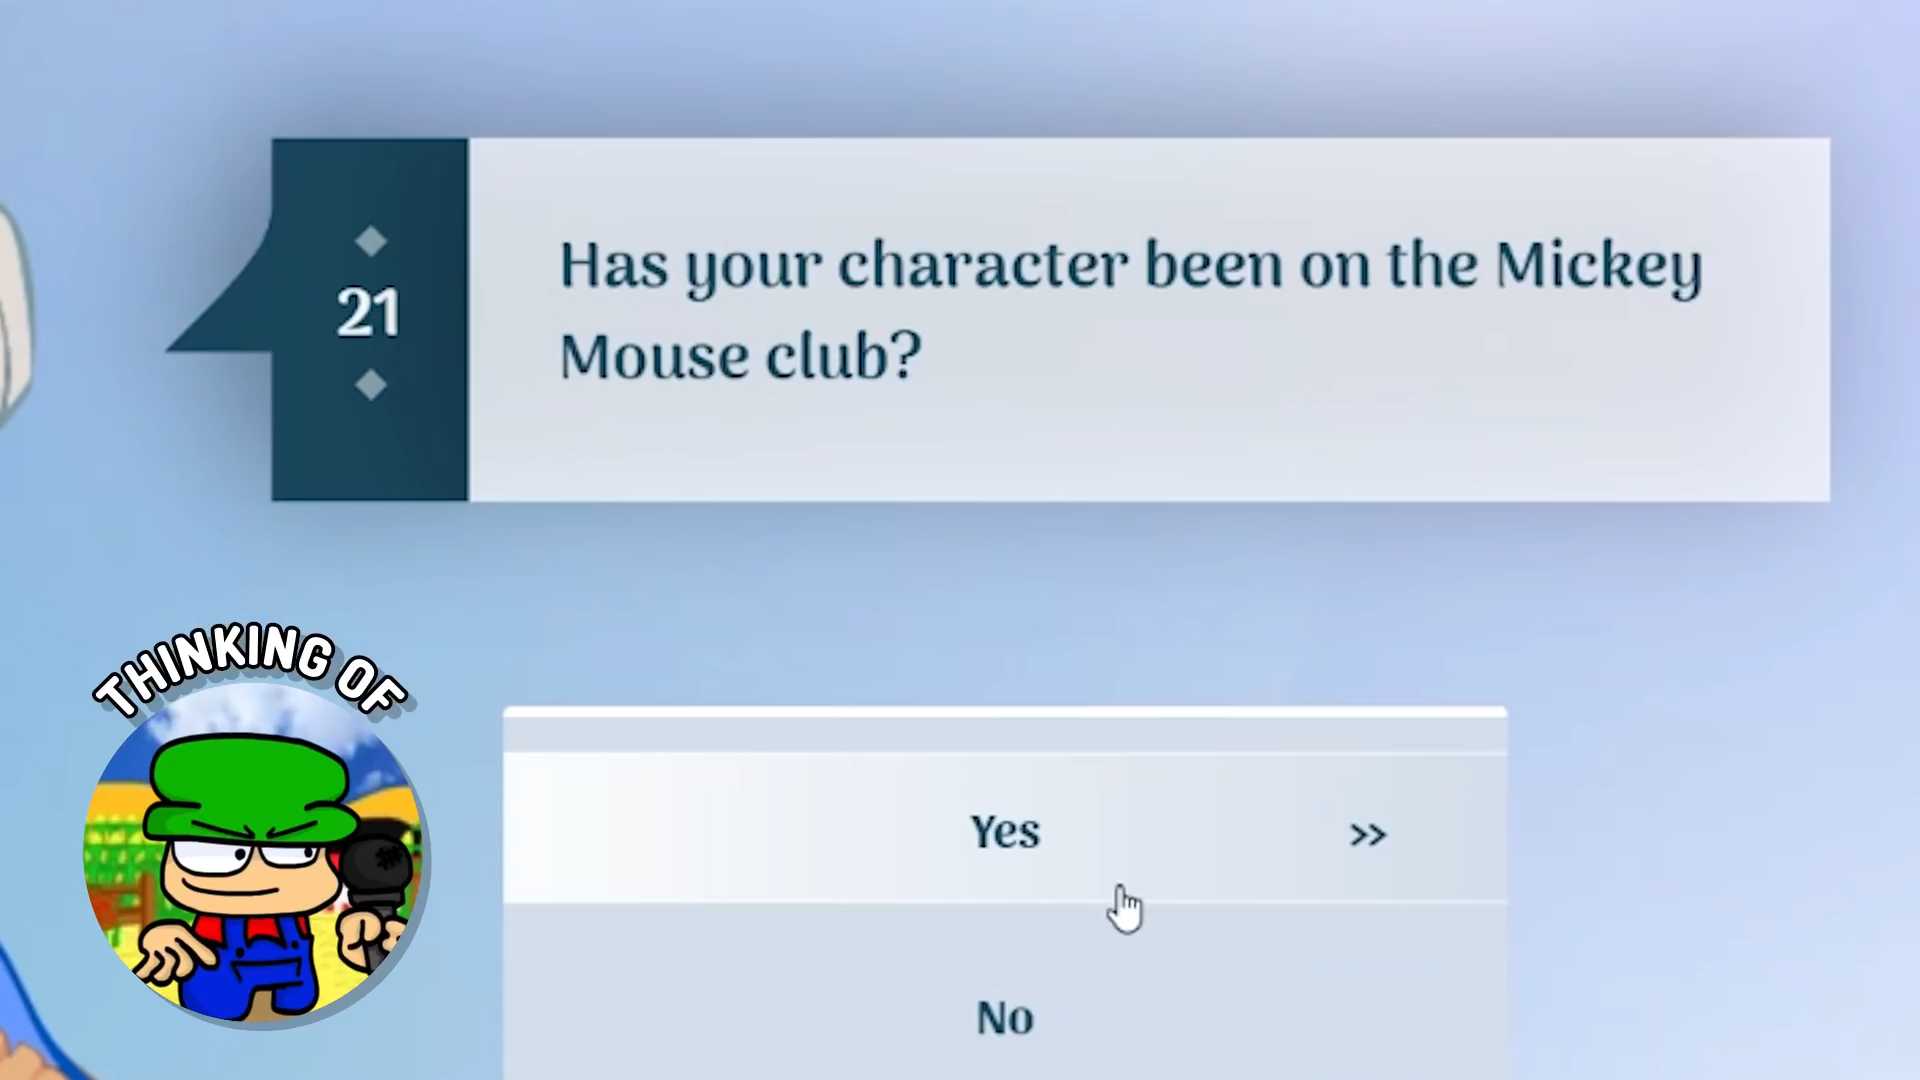 21
Has your character been on the Mickey
Mouse club?
THINKING OF
Yes
No